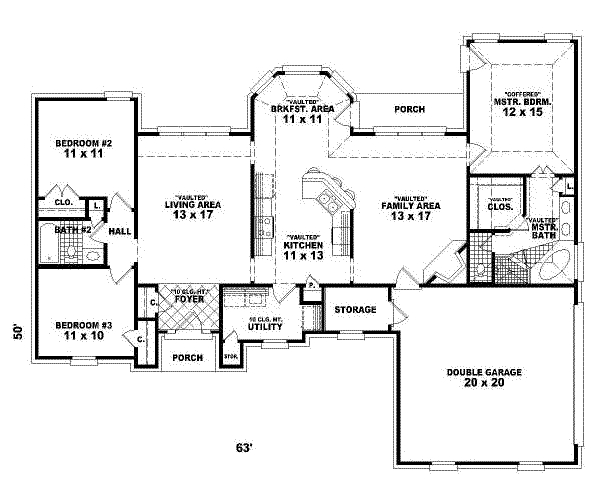 "COFFERED"
MSTR. BDRM.
12 x 15
"VAULTED"
BRKFST. AREA
11 x 11
PORCH
BEDROOM #2
11 x 11
"VAULTED"
LIVING AREA
13 x 17
"VAULTED"
FAMILY AREA
13 x 17
"VAULTED"
CLOS.
L.
CLO.
L.
"VAULTED"
MSTR.
BATH
BATH #2
HALL
"VAULTED"
KITCHEN
11 x 13
P.
"10 CLG. HT."
FOYER
C.
10 CLG. HT.
UTILITY
STORAGE
BEDROOM #3
11 x 10
C.
PORCH
STOR.
DOUBLE GARAGE
20 x 20
50'
63'